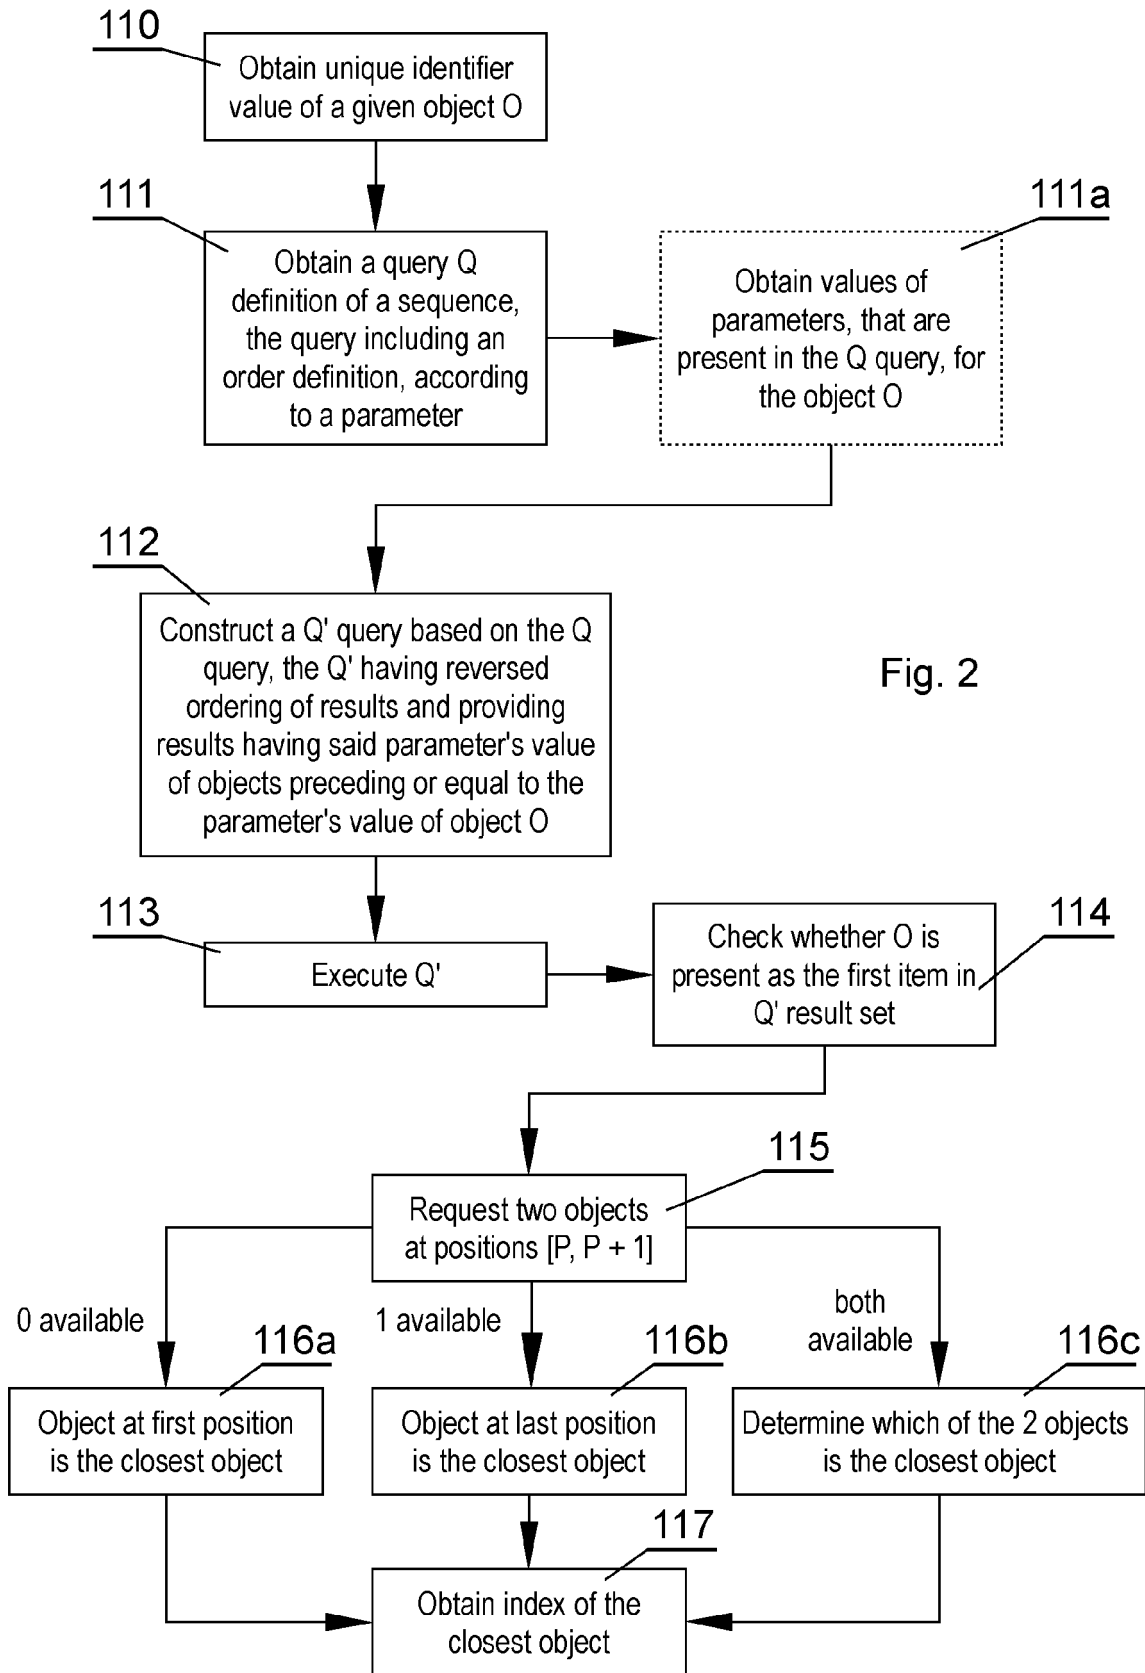 110
Obtain unique identifier
value of a given object O
111
Obtain a query Q
definition of a sequence,
the query including an
order definition, according
to a parameter
111a
Obtain values of
parameters, that are
present in the Q query, for
the object O
112
Construct a Q' query based on the Q
query, the Q' having reversed
ordering of results and providing
results having said parameter's value
of objects preceding or equal to the
parameter's value of object O
Fig. 2
113
Execute Q'
114
Check whether O is
present as the first item in
Q' result set
115
Request two objects
at positions [P, P + 1]
0 available
1 available
both
available
116a
Object at first position
is the closest object
116b
Object at last position
is the closest object
116c
Determine which of the 2 objects
is the closest object
117
Obtain index of the
closest object